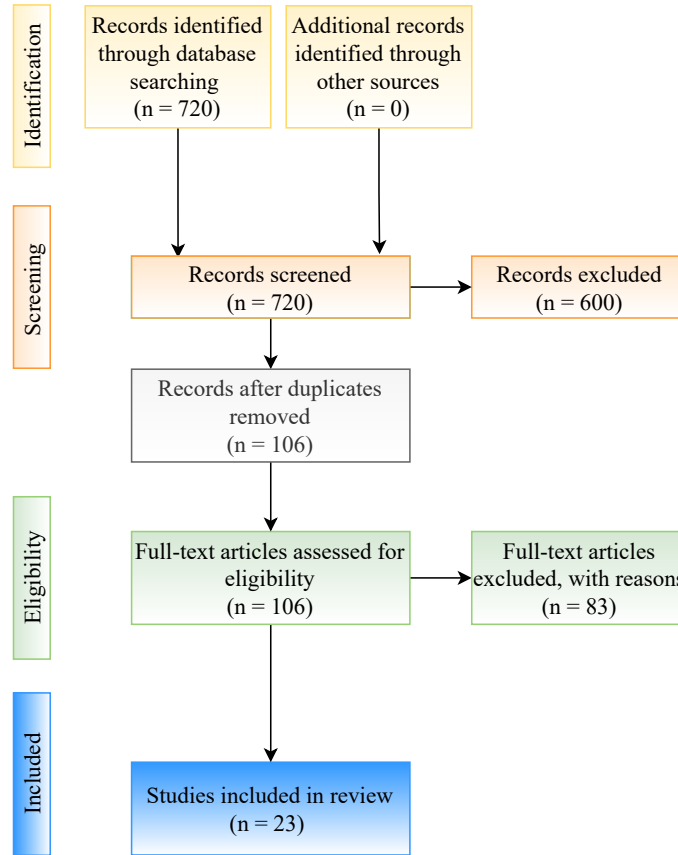 Identification
Records identified
through database
searching
(n = 720)
Additional records
identified through
other sources
(n = 0)
Screening
Records screened
(n = 720)
Records excluded
(n = 600)
Records after duplicates
removed
(n = 106)
Eligibility
Full-text articles assessed for
eligibility
(n = 106)
Full-text articles
excluded, with reasons
(n = 83)
Included
Studies included in review
(n = 23)